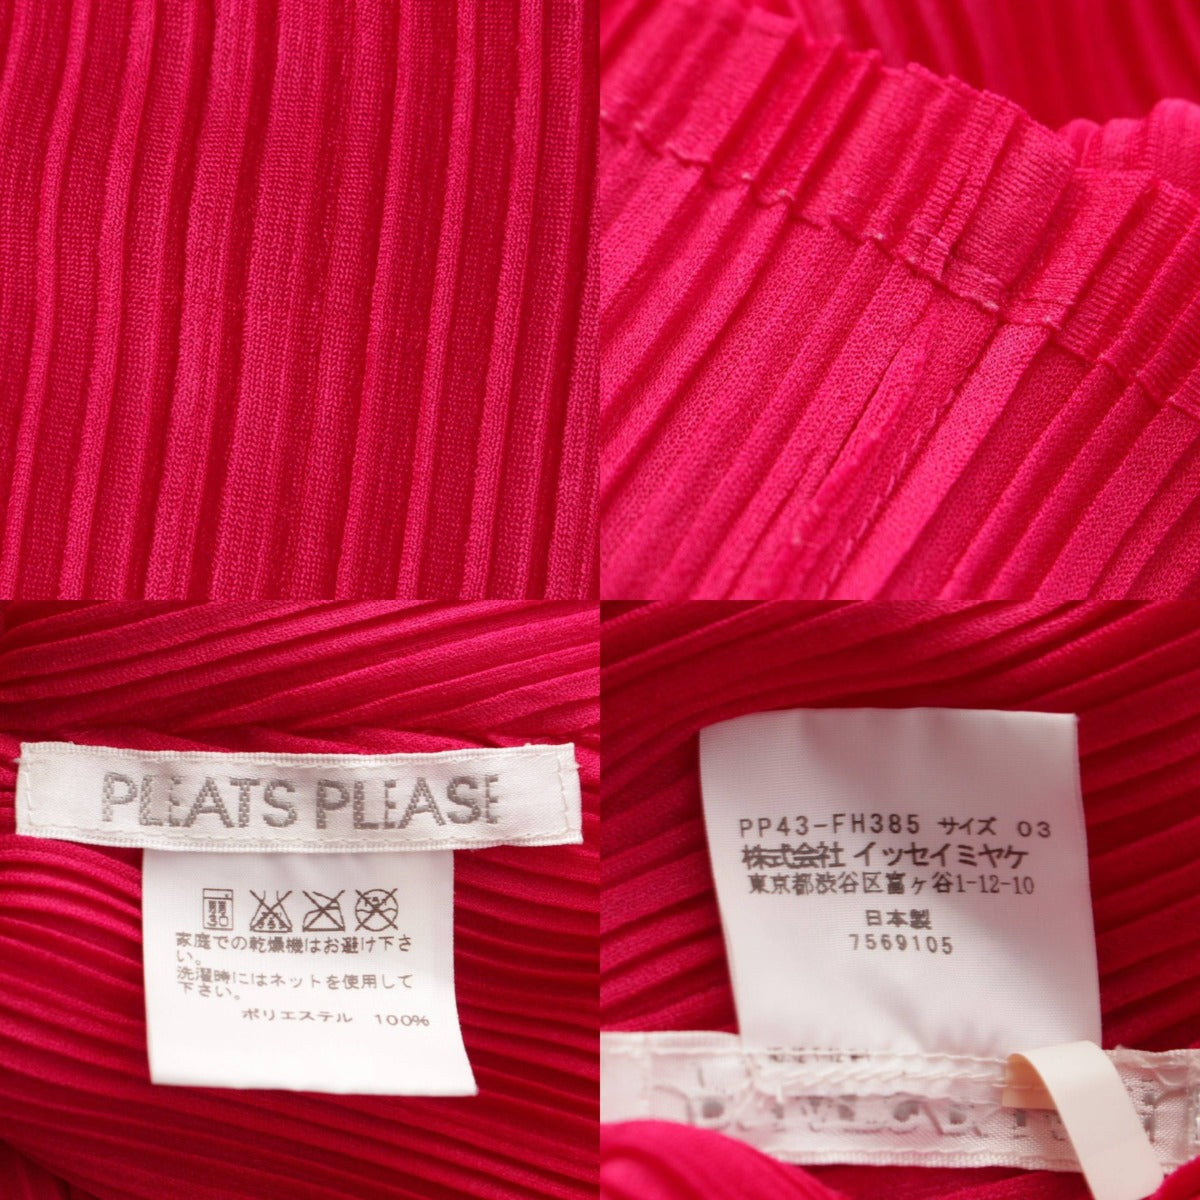 PLEATS PLEASE
家庭での乾燥機はお避け下さ
い。
洗濯時にはネットを使用して
下さい。
ポリエステル 100%
PP43-FH385 サイズ 03
株式会社 イッセイミヤケ
東京都渋谷区富ヶ谷1-12-10
日本製
7569105